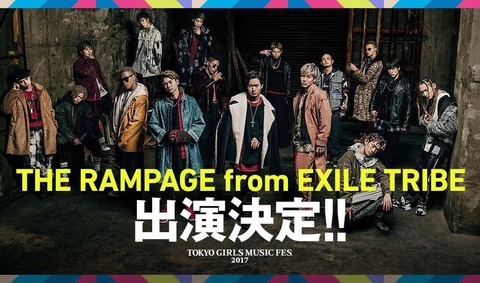 THE RAMPAGE from EXILE TRIBE
出演決定!!
TOKYO GIRLS MUSIC FES.
2017